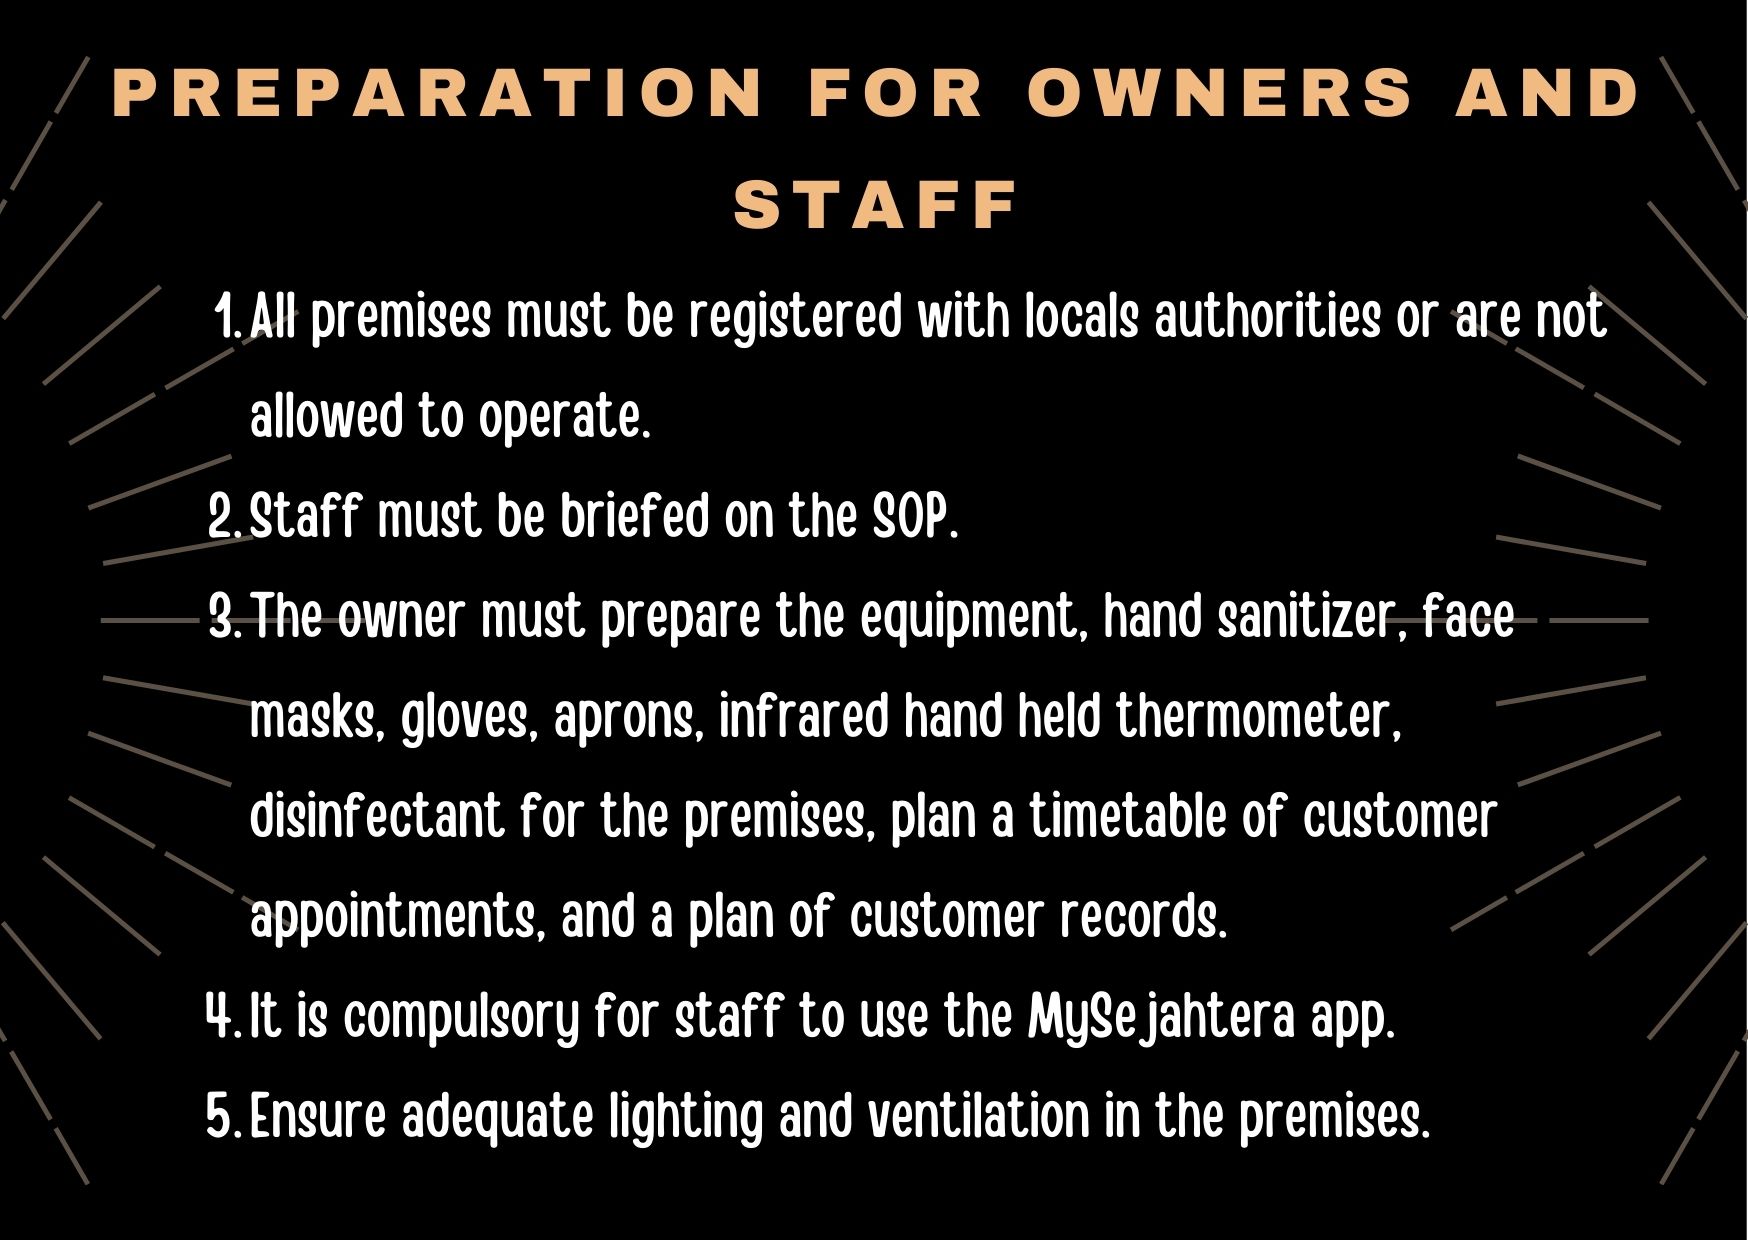 PREPARATION FOR OWNERS AND
STAFF
1. All premises must be registered with locals authorities or are not
allowed to operate.
2. Staff must be briefed on the SOP.
3. The owner must prepare the equipment, hand sanitizer, face
masks, gloves, aprons, infrared hand held thermometer,
disinfectant for the premises, plan a timetable of customer
appointments, and a plan of customer records.
4. It is compulsory for staff to use the MySejahtera app.
5. Ensure adequate lighting and ventilation in the premises.